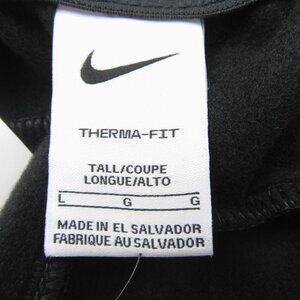 THERMA-FIT
TALL/COUPE
LONGUE/ALTO
L G G
MADE IN EL SALVADOR
FABRIQUE AU SALVADOR